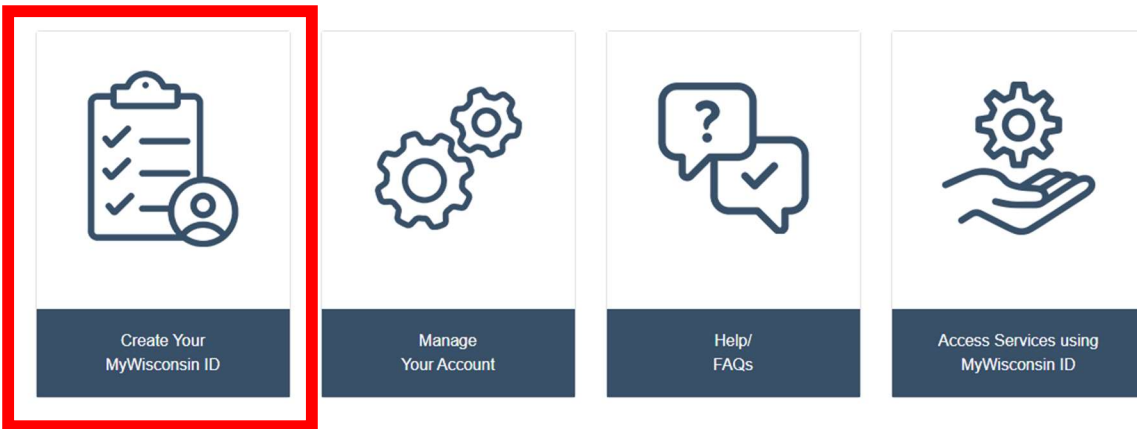 ?
Create Your
MyWisconsin ID
Manage
Your Account
Help/
FAQs
Access Services using
MyWisconsin ID